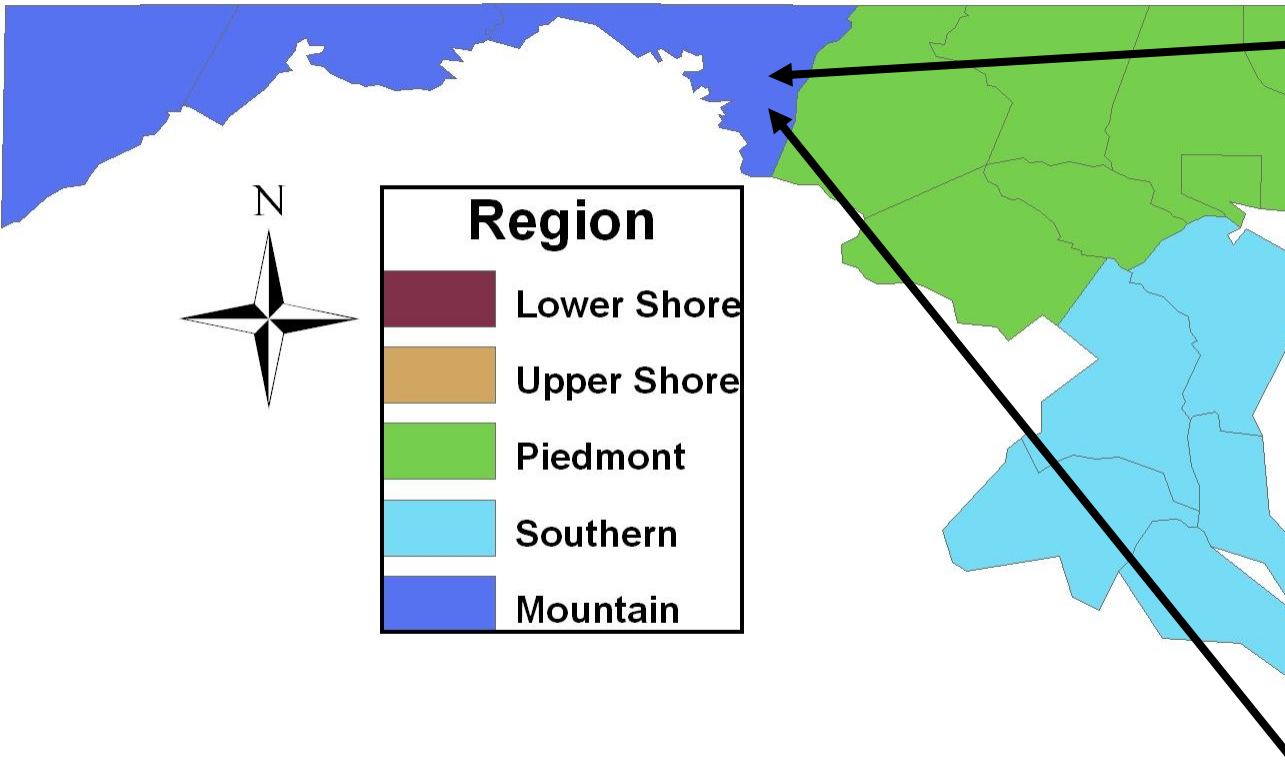 N
Region
Lower Shore
Upper Shore
Piedmont
Southern
Mountain